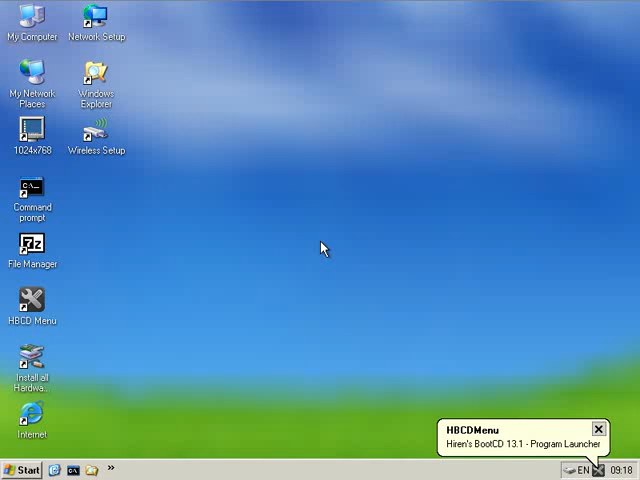 My Computer
Network Setup
My Network
Places
Windows
Explorer
1024x768
Wireless Setup
C:\_
Command
prompt
7z
File Manager
HBCD Menu
Install all
Hardwa...
Internet
HBCDMenu
Hiren's BootCD 13.1 - Program Launcher
Start
»
EN
09:18